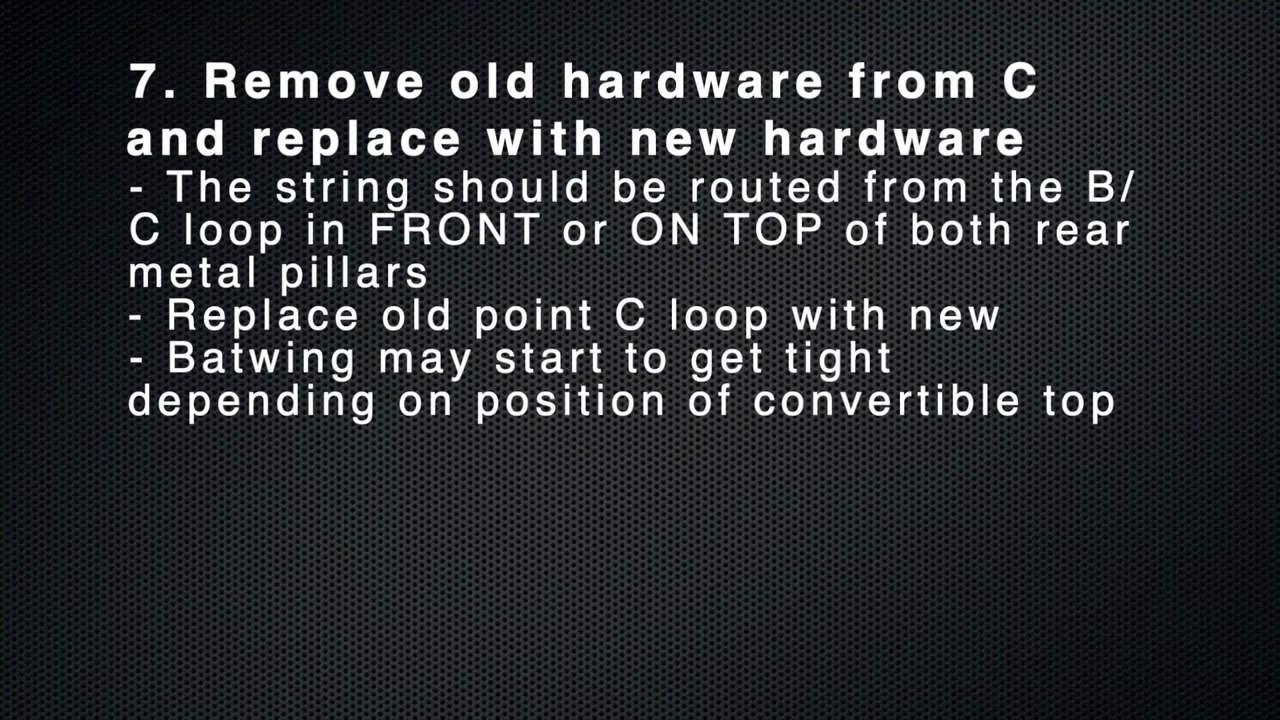 7. Remove old hardware from C
and replace with new hardware
- The string should be routed from the B/
C loop in FRONT or ON TOP of both rear
metal pillars
- Replace old point C loop with new
- Batwing may start to get tight
depending on position of convertible top